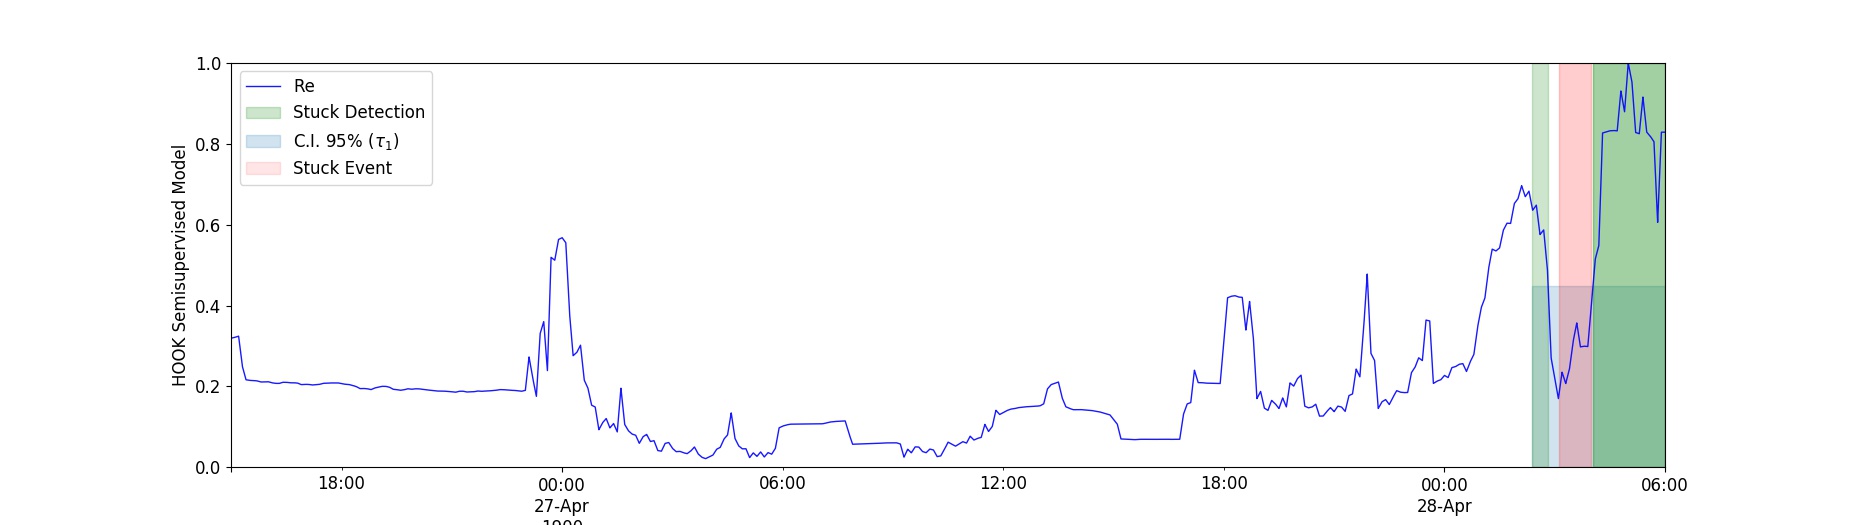 HOOK Semisupervised Model
1.0
0.8
0.6
0.4
0.2
0.0
Re
Stuck Detection
C.I. 95% (τ₁)
Stuck Event
18:00 00:00 06:00 12:00 18:00 00:00 06:00
27-Apr 28-Apr
1900